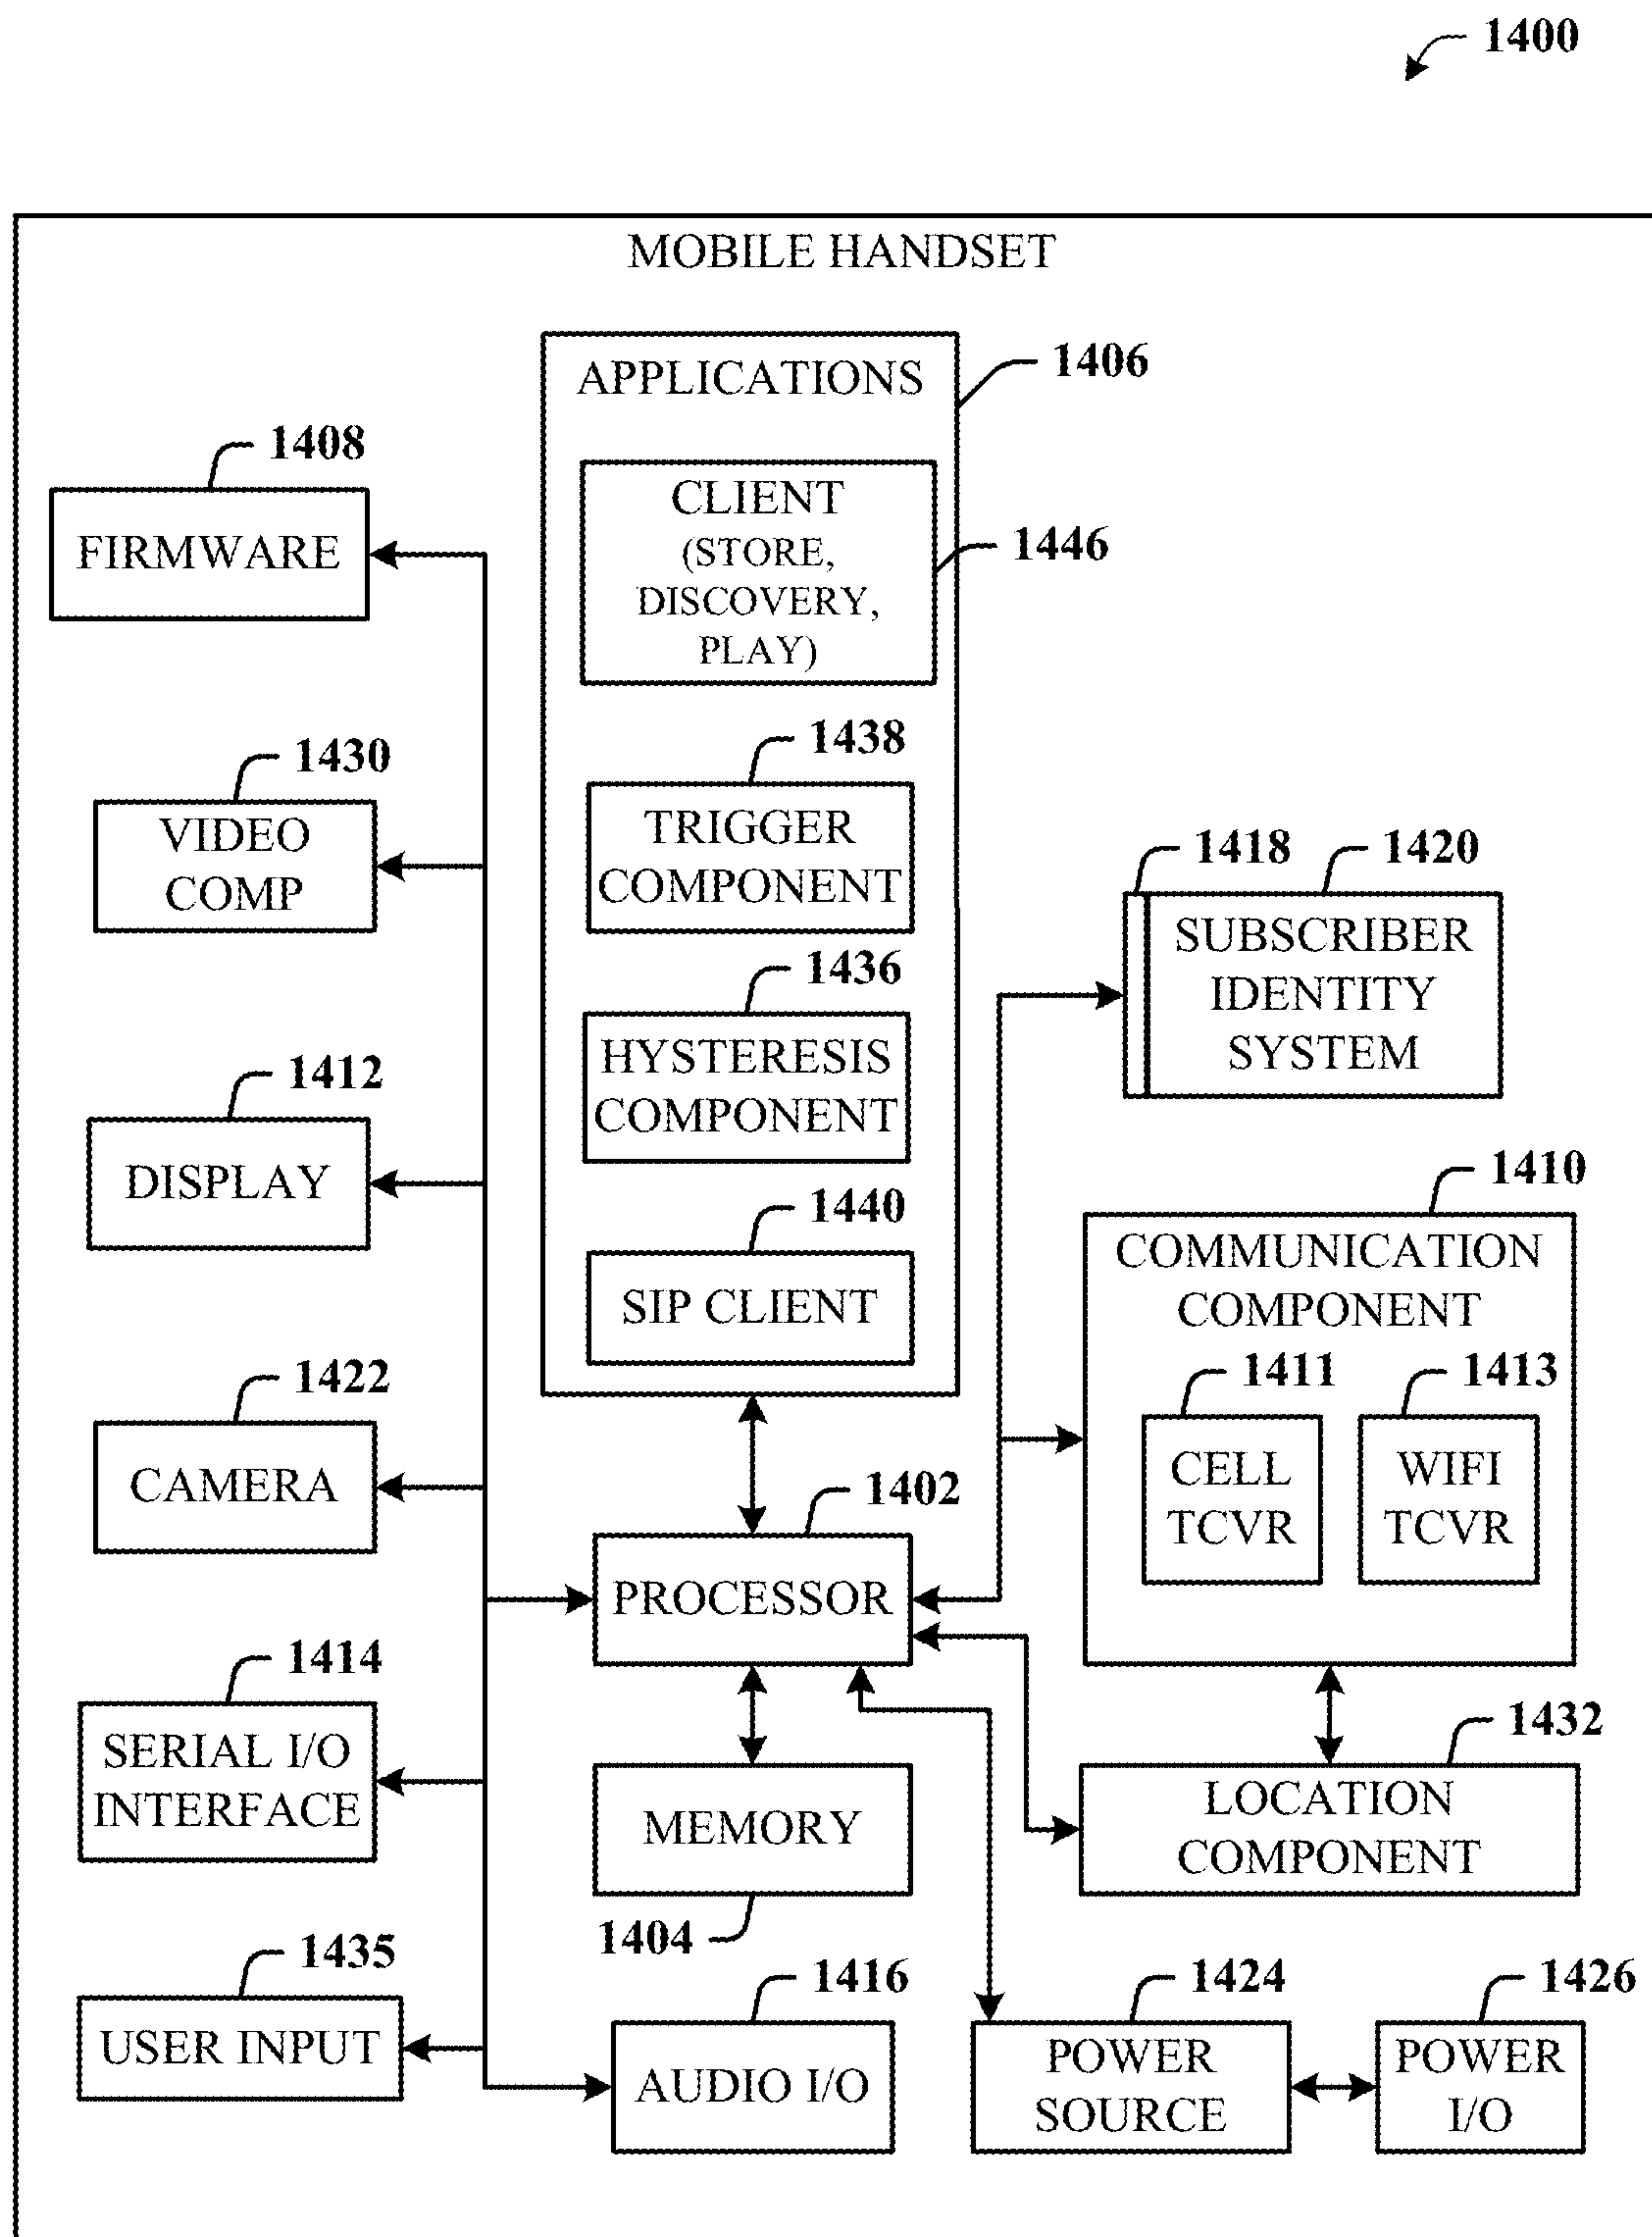 1400
MOBILE HANDSET
APPLICATIONS
1406
CLIENT
(STORE,
DISCOVERY,
PLAY)
1446
1408
FIRMWARE
1438
TRIGGER
COMPONENT
1430
VIDEO
COMP
1418
1420
SUBSCRIBER
IDENTITY
SYSTEM
1436
HYSTERESIS
COMPONENT
1412
DISPLAY
1440
SIP CLIENT
1410
COMMUNICATION
COMPONENT
1411
CELL
TCVR
1413
WIFI
TCVR
1422
CAMERA
1402
PROCESSOR
1414
SERIAL I/O
INTERFACE
MEMORY
1404
1432
LOCATION
COMPONENT
1435
USER INPUT
1416
AUDIO I/O
1424
POWER
SOURCE
1426
POWER
I/O